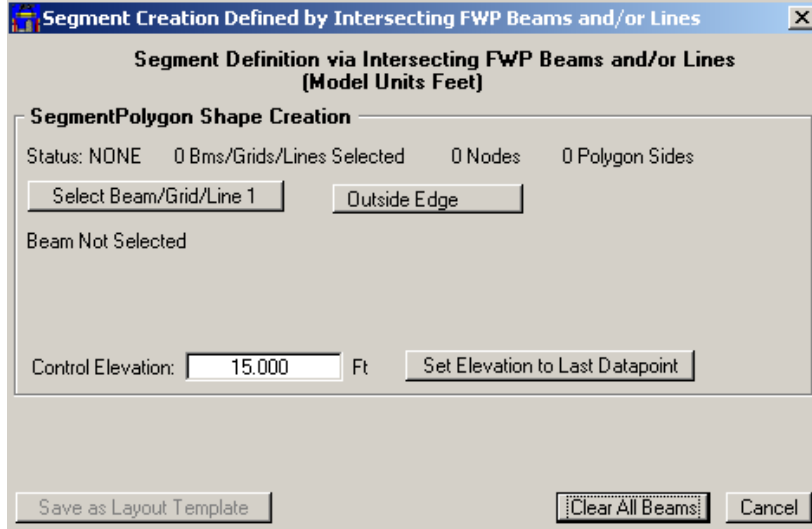 Segment Creation Defined by Intersecting FWP Beams and/or Lines
Segment Definition via Intersecting FWP Beams and/or Lines
(Model Units Feet)
SegmentPolygon Shape Creation
Status: NONE 0 Bms/Grids/Lines Selected 0 Nodes 0 Polygon Sides
Select Beam/Grid/Line 1 Outside Edge
Beam Not Selected
Control Elevation: 15.000 Ft Set Elevation to Last Datapoint
Save as Layout Template Clear All Beams Cancel